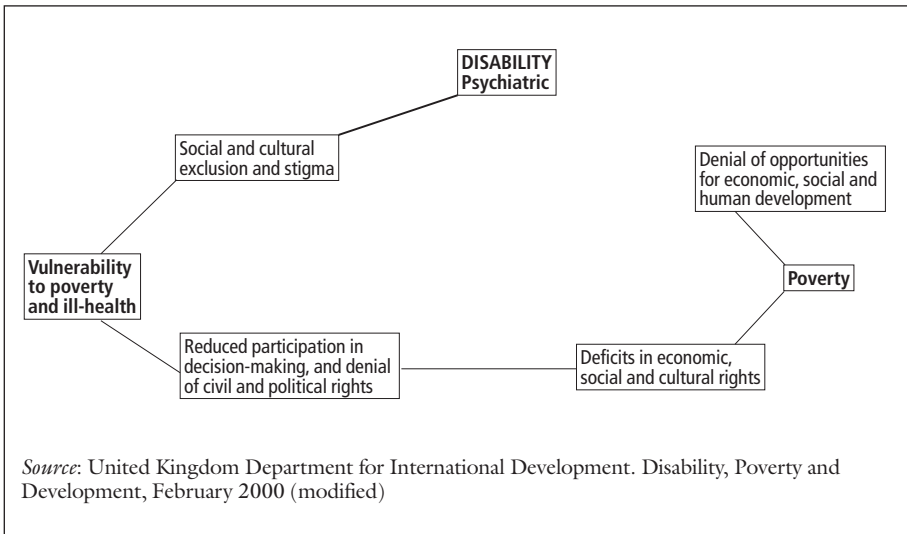 DISABILITY
Psychiatric
Social and cultural
exclusion and stigma
Denial of opportunities
for economic, social and
human development
Vulnerability
to poverty
and ill-health
Poverty
Reduced participation in
decision-making, and denial
of civil and political rights
Deficits in economic,
social and cultural rights
Source: United Kingdom Department for International Development. Disability, Poverty and
Development, February 2000 (modified)